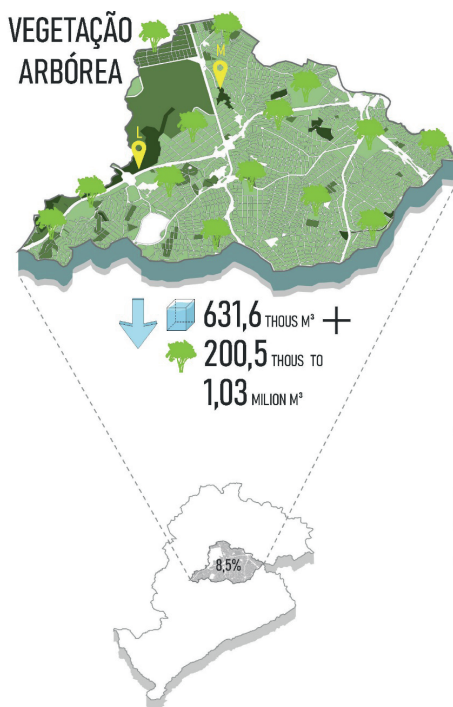 VEGETAÇÃO
ARBÓREA
M
L
631,6 THOUS M³ +
200,5 THOUS TO
1,03 MILION M³
8,5%